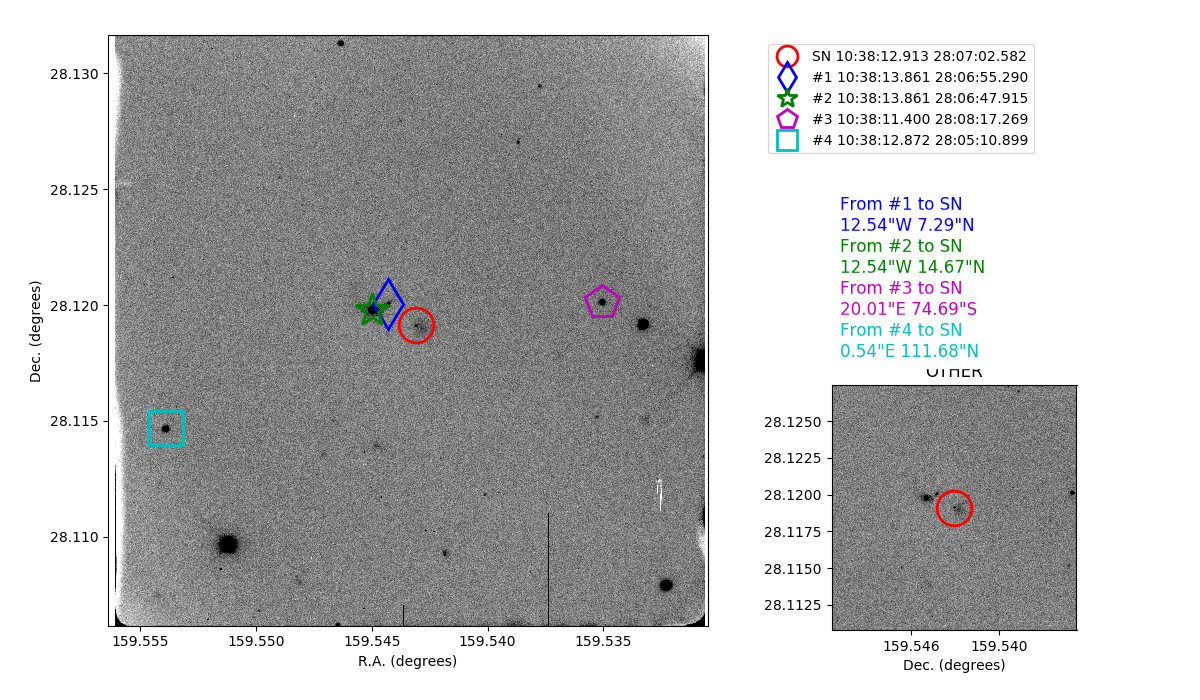 28.130
28.125
28.120
28.115
28.110
Dec. (degrees)
159.555
159.550
159.545
159.540
159.535
R.A. (degrees)
SN 10:38:12.913 28:07:02.582
#1 10:38:13.861 28:06:55.290
#2 10:38:13.861 28:06:47.915
#3 10:38:11.400 28:08:17.269
#4 10:38:12.872 28:05:10.899
From #1 to SN
12.54"W 7.29"N
From #2 to SN
12.54"W 14.67"N
From #3 to SN
20.01"E 74.69"S
From #4 to SN
0.54"E 111.68"N
OTHER
28.1250
28.1225
28.1200
28.1175
28.1150
28.1125
159.546
159.540
Dec. (degrees)